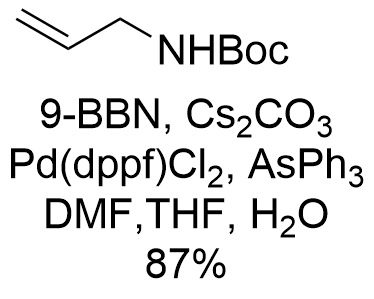 NHBoc
9-BBN, Cs₂CO₃
Pd(dppf)Cl₂, AsPh₃
DMF,THF, H₂O
87%